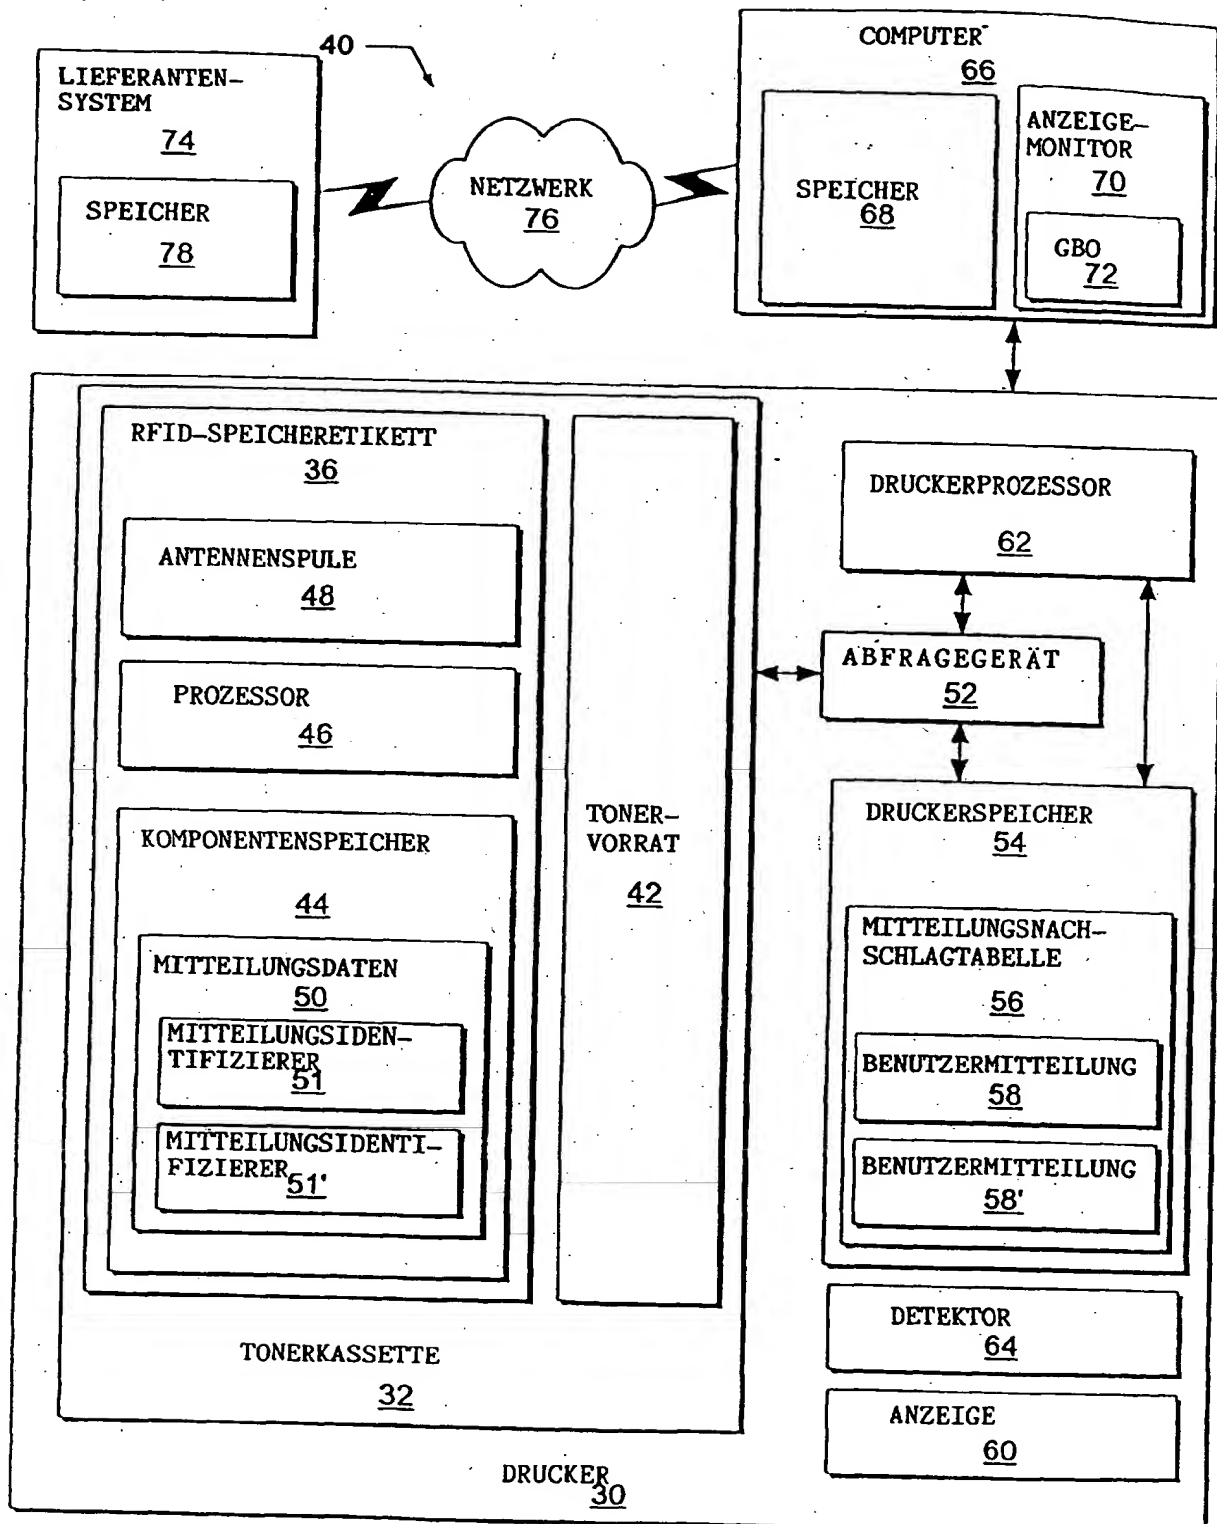 40
LIEFERANTEN-
SYSTEM
74
SPEICHER
78
NETZWERK
76
COMPUTER
66
SPEICHER
68
ANZEIGE-
MONITOR
70
GBO
72
RFID-SPEICHERETIKETT
36
ANTENNENSPULE
48
PROZESSOR
46
KOMPONENTENSPEICHER
44
MITTEILUNGSDATEN
50
MITTEILUNGSIDEN-
TIFIZIERER
51
MITTEILUNGSIDENTI-
FIZIERER
51'
TONER-
VORRAT
42
TONERKASSETTE
32
DRUCKERPROZESSOR
62
ABFRAGEGERÄT
52
DRUCKERSPEICHER
54
MITTEILUNGSNACH-
SCHLAGTABELLE
56
BENUTZERMITTEILUNG
58
BENUTZERMITTEILUNG
58'
DETEKTOR
64
ANZEIGE
60
DRUCKER
30